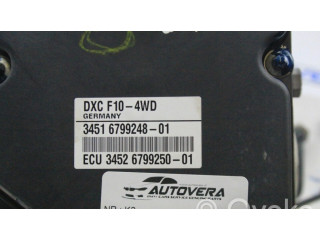 DXC F10-4WD
GERMANY
3451 6799248-01
ECU 3452 6799250-01
AUTOVERA